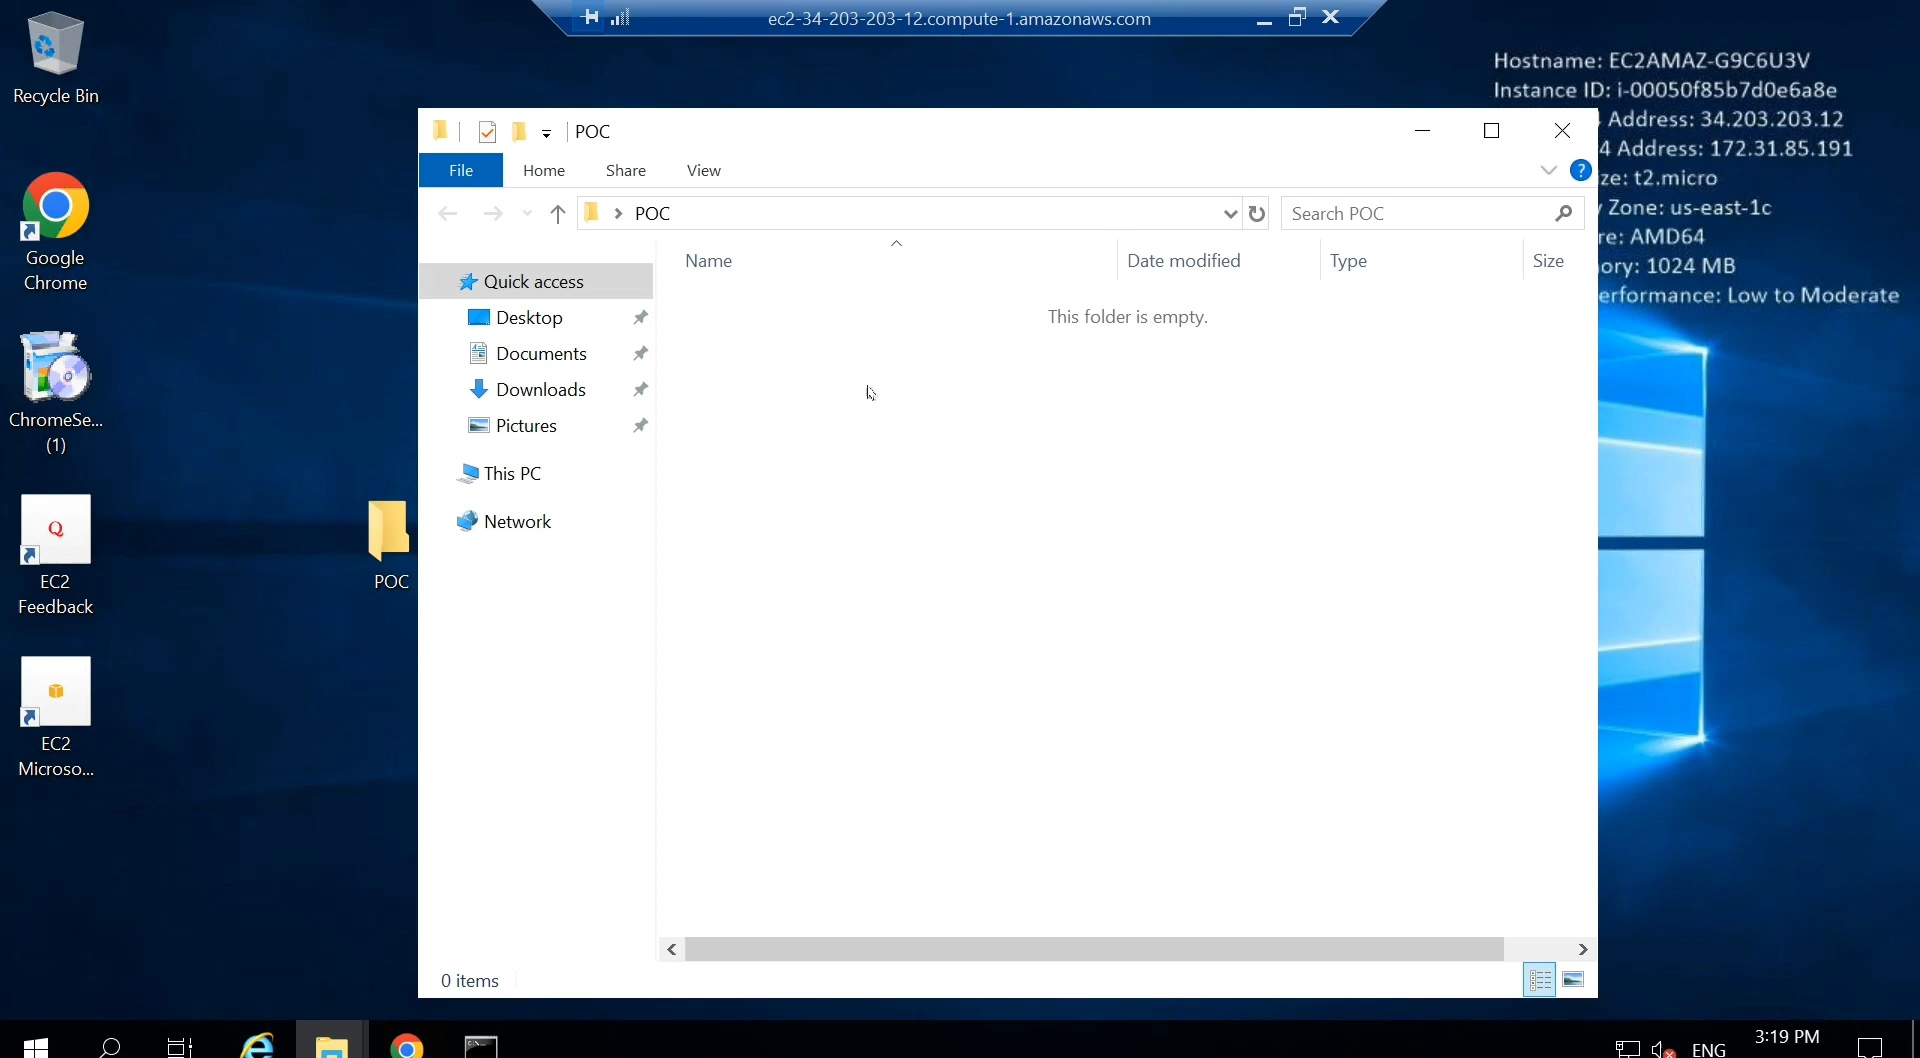 ec2-34-203-203-12.compute-1.amazonaws.com
Recycle Bin
Google
Chrome
ChromeSe...
(1)
Q
EC2
Feedback
EC2
Microso...
POC
Hostname: EC2AMAZ-G9C6U3V
Instance ID: i-00050f85b7d0e6a8e
Address: 34.203.203.12
4 Address: 172.31.85.191
ze: t2.micro
Zone: us-east-1c
re: AMD64
ory: 1024 MB
erformance: Low to Moderate
POC
File Home Share View ?
POC
Search POC
Name Date modified Type Size
This folder is empty.
Quick access
Desktop
Documents
Downloads
Pictures
This PC
Network
0 items
ENG
3:19 PM